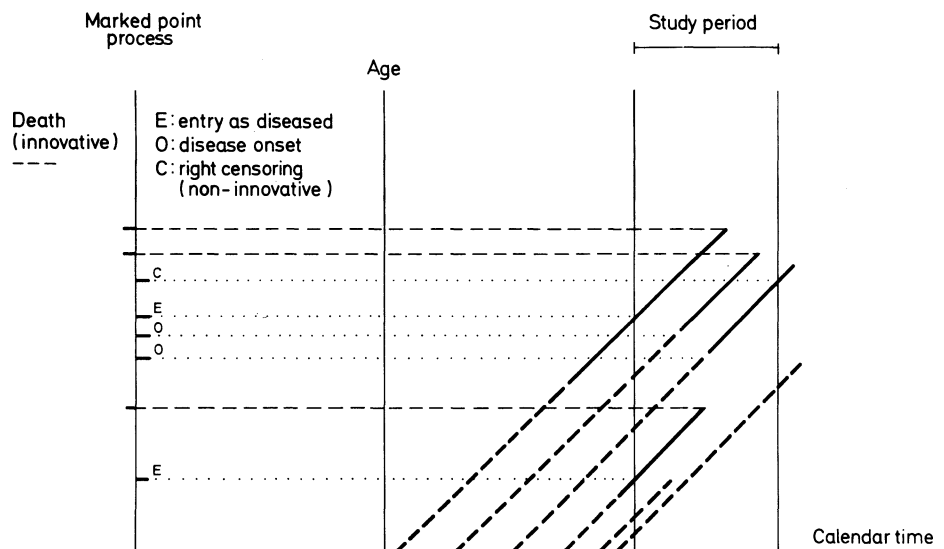 Marked point
process
Study period
Age
Death
(innovative)
E: entry as diseased
O: disease onset
C: right censoring
(non-innovative)
C
E
O
O
E
Calendar time